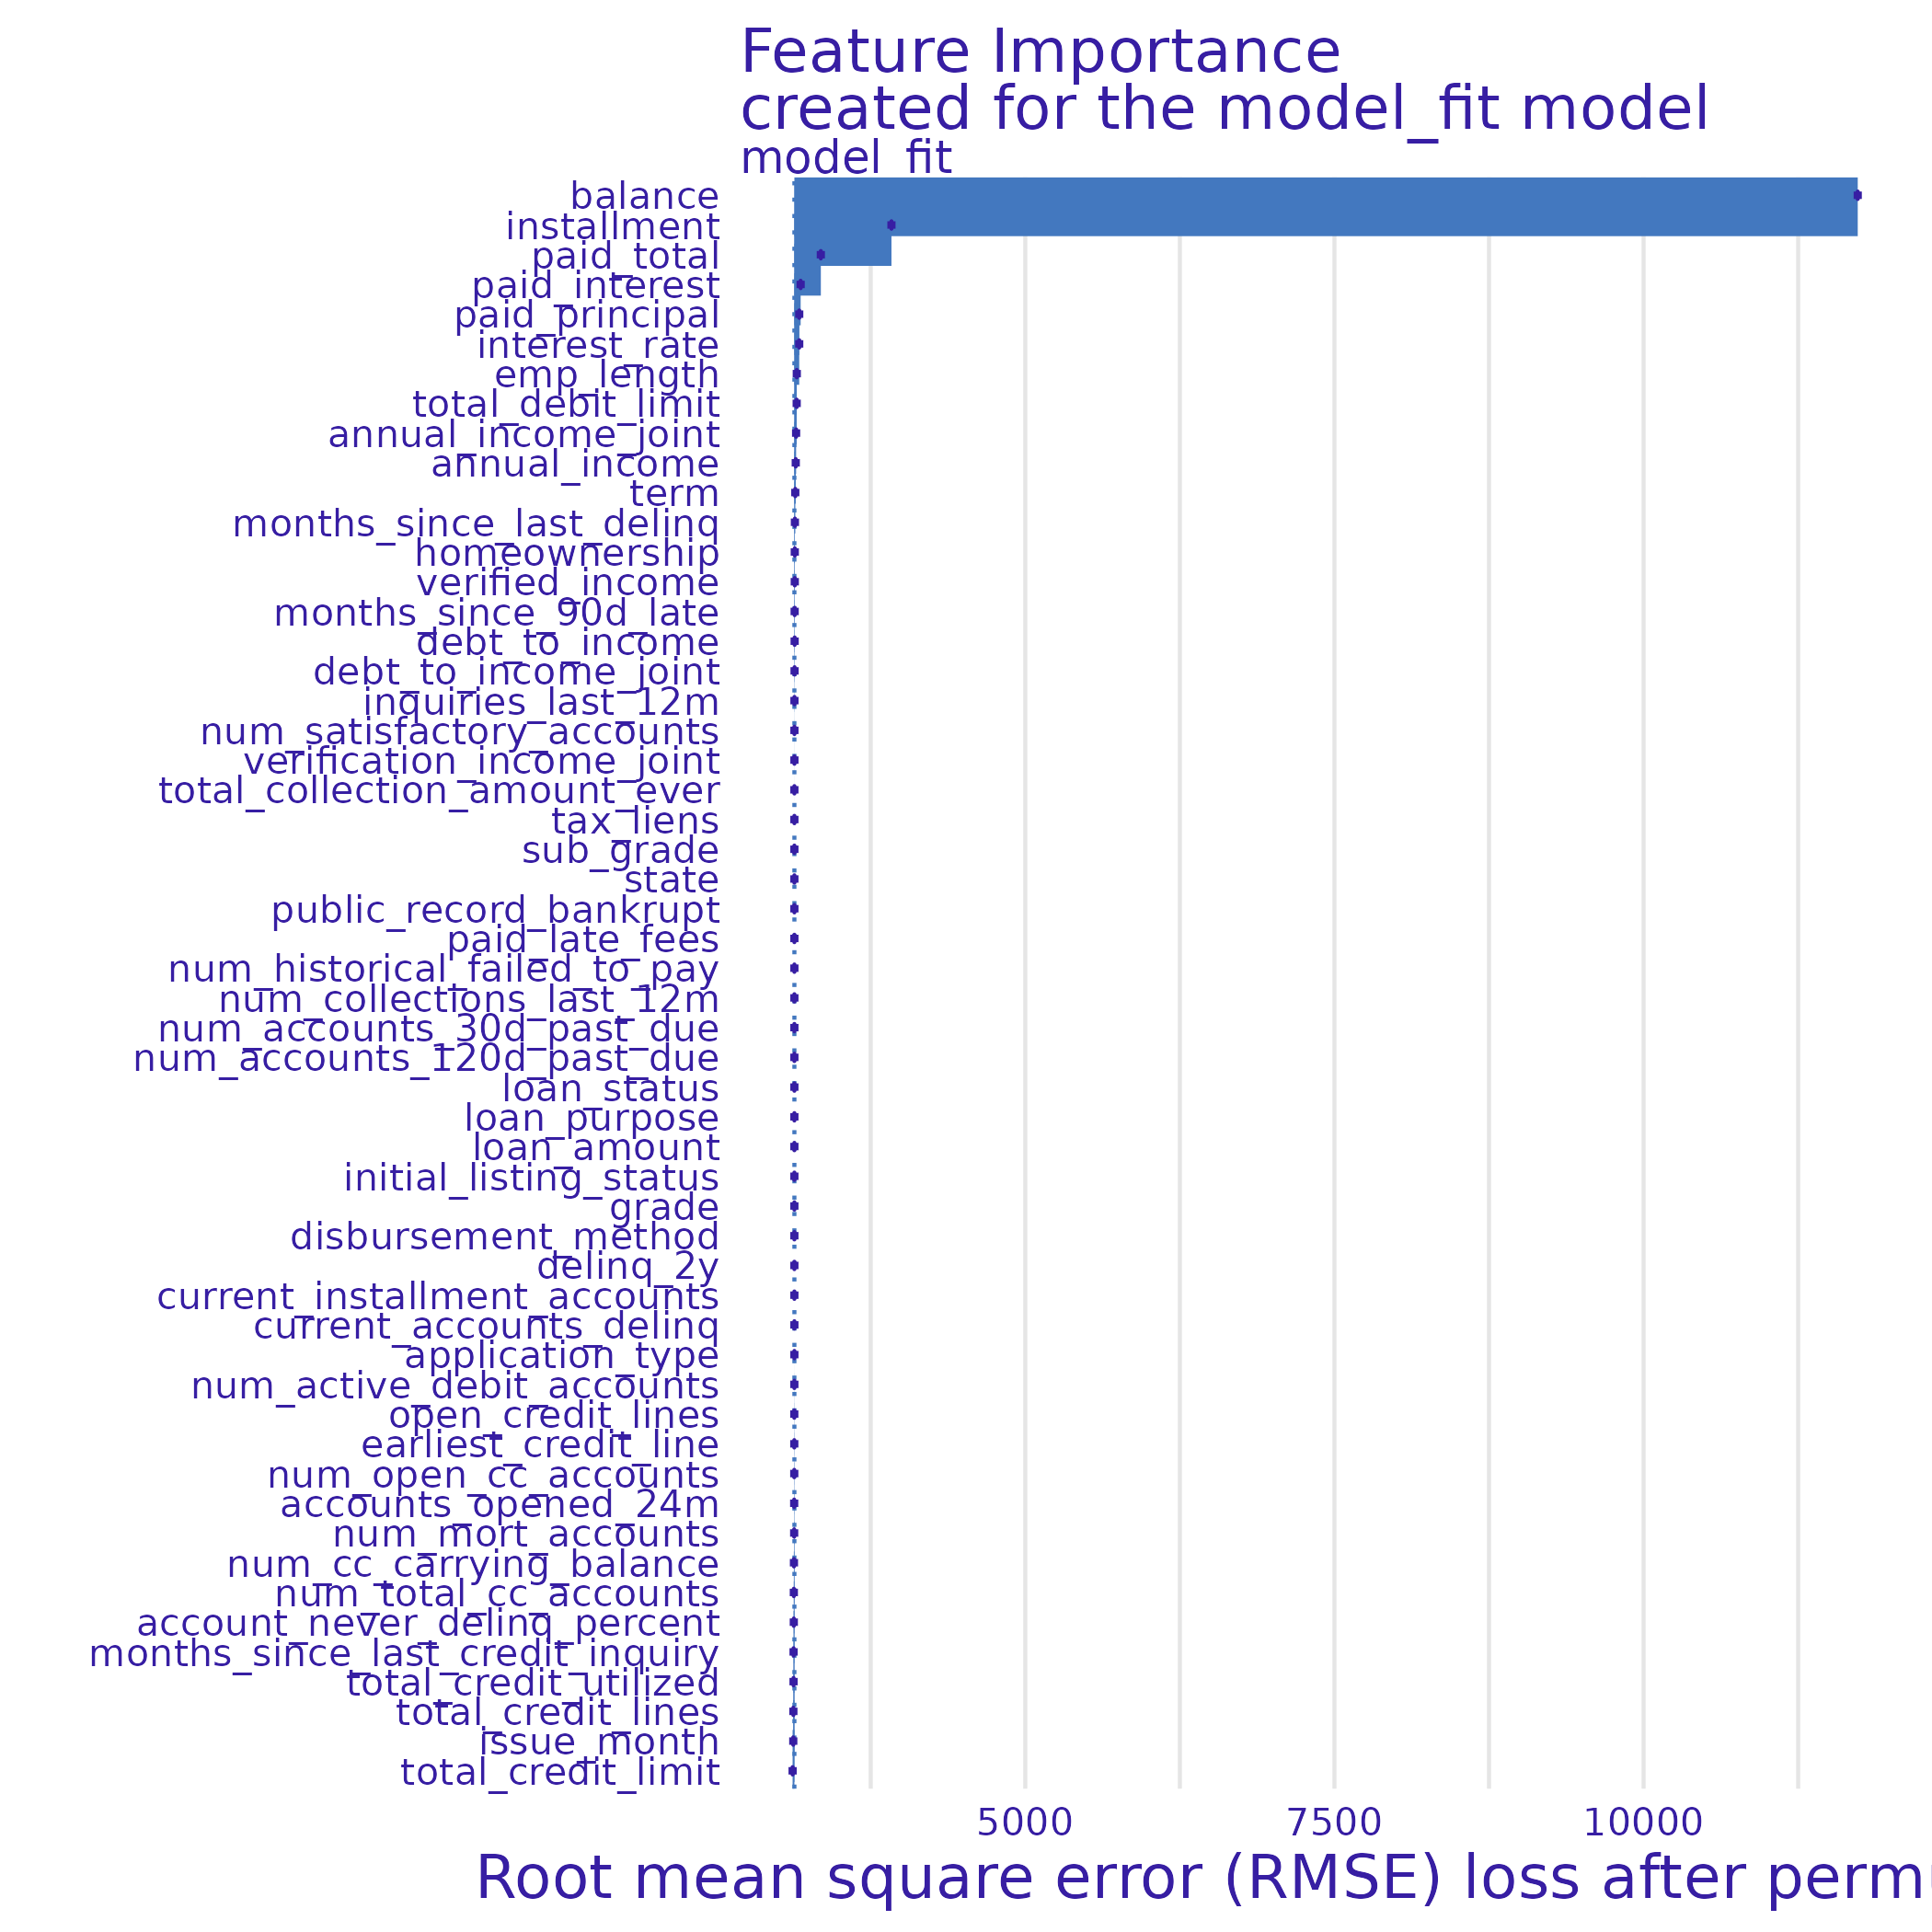 Feature Importance
created for the model_fit model
model_fit
balance
installment
paid_total
paid_interest
paid_principal
interest_rate
emp_length
total_debit_limit
annual_income_joint
annual_income
term
months_since_last_delinq
homeownership
verified_income
months_since_90d_late
debt_to_income
debt_to_income_joint
inquiries_last_12m
num_satisfactory_accounts
verification_income_joint
total_collection_amount_ever
tax_liens
sub_grade
state
public_record_bankrupt
paid_late_fees
num_historical_failed_to_pay
num_collections_last_12m
num_accounts_30d_past_due
num_accounts_120d_past_due
loan_status
loan_purpose
loan_amount
initial_listing_status
grade
disbursement_method
delinq_2y
current_installment_accounts
current_accounts_delinq
application_type
num_active_debit_accounts
open_credit_lines
earliest_credit_line
num_open_cc_accounts
accounts_opened_24m
num_mort_accounts
num_cc_carrying_balance
num_total_cc_accounts
account_never_delinq_percent
months_since_last_credit_inquiry
total_credit_utilized
total_credit_lines
issue_month
total_credit_limit
5000 7500 10000
Root mean square error (RMSE) loss after perm